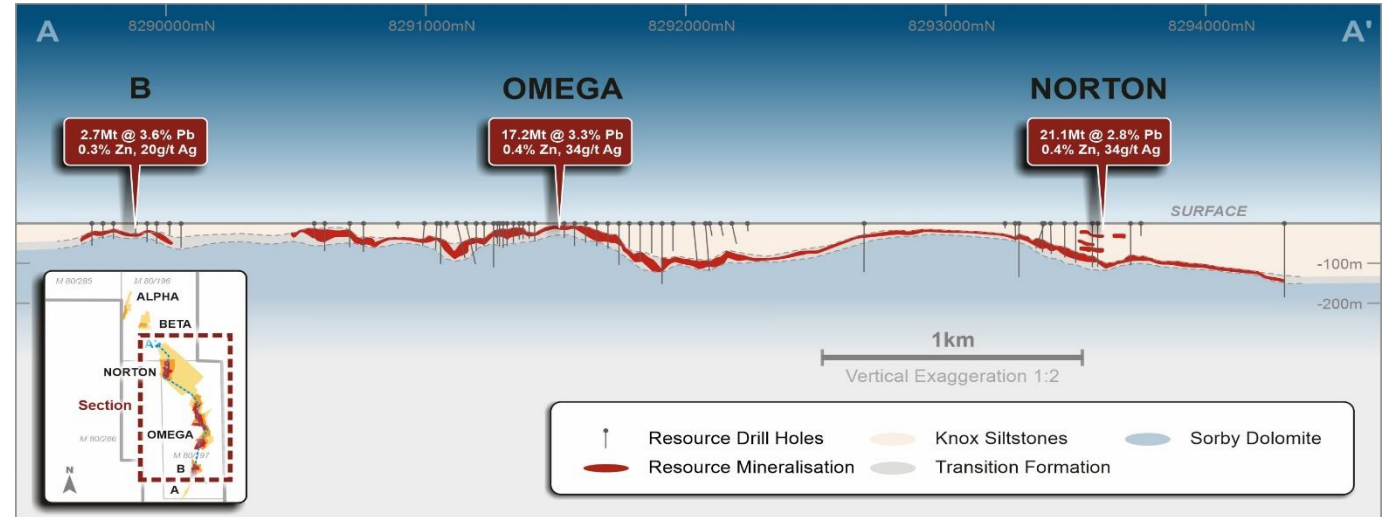 A
8290000mN
8291000mN
8292000mN
8293000mN
8294000mN
A'
B
OMEGA
NORTON
2.7Mt @ 3.6% Pb
0.3% Zn, 20g/t Ag
17.2Mt @ 3.3% Pb
0.4% Zn, 34g/t Ag
21.1Mt @ 2.8% Pb
0.4% Zn, 34g/t Ag
SURFACE
-100m
-200m
M 80/285
M 80/196
ALPHA
BETA
A'
NORTON
Section
OMEGA
M 80/286
M 80/197
B
A
N
1km
Vertical Exaggeration 1:2
Resource Drill Holes
Knox Siltstones
Sorby Dolomite
Resource Mineralisation
Transition Formation